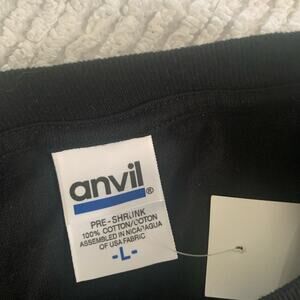 anvil®
PRE-SHRUNK
100% COTTON/COTON
ASSEMBLED IN NICARAGUA
OF USA FABRIC
-L-